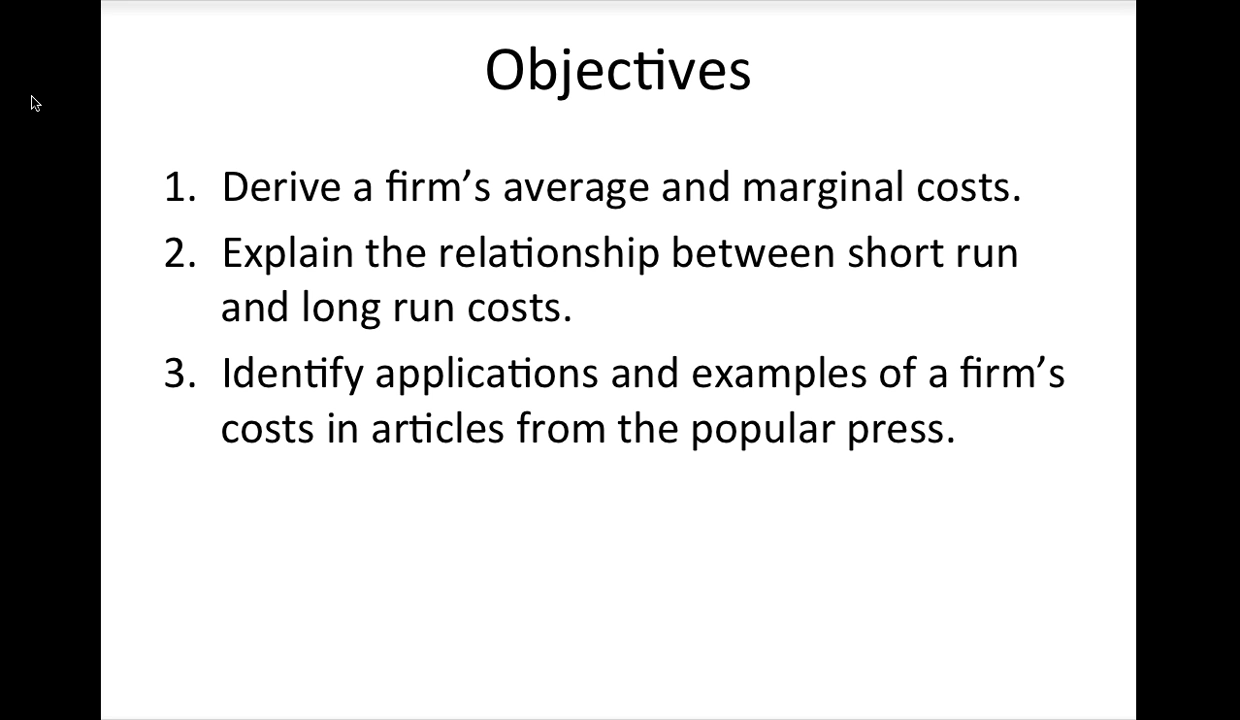 Objectives
1. Derive a firm’s average and marginal costs.
2. Explain the relationship between short run
and long run costs.
3. Identify applications and examples of a firm’s
costs in articles from the popular press.